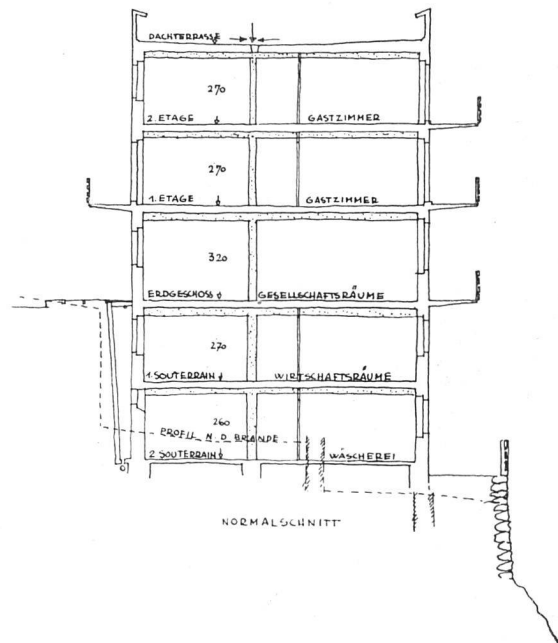 DACHTERRASSE
270
2. ETAGE GASTZIMMER
270
1. ETAGE GASTZIMMER
320
ERDGESCHOSS GESELLSCHAFTSRÄUME
270
1. SOUTERRAIN WIRTSCHAFTSRÄUME
260
PROFIL N. D. BRANDE
2 SOUTERRAIN WÄSCHEREI
NORMALSCHNITT